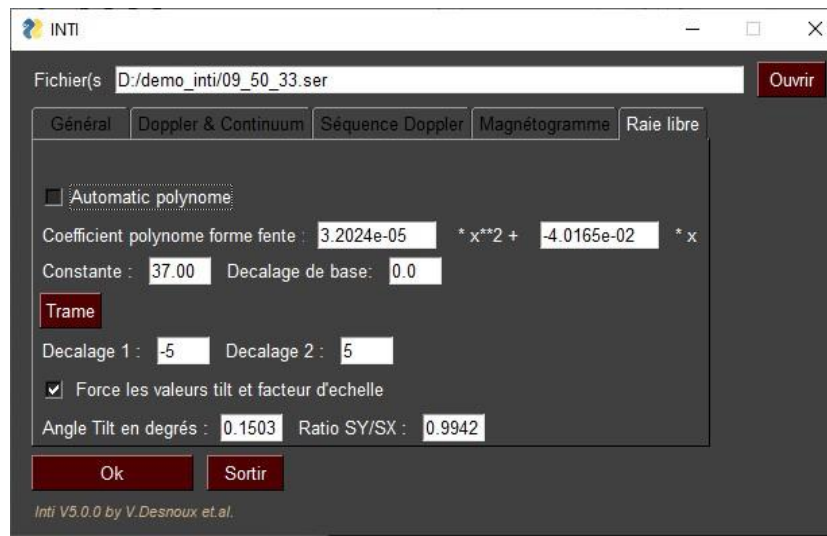 INTI
Fichier(s D:/demo_inti/09_50_33.ser Ouvrir
Général Doppler & Continuum Séquence Doppler Magnétogramme Raie libre
Automatic polynome
Coefficient polynome forme fente : 3.2024e-05 * x**2 + -4.0165e-02 * x
Constante : 37.00 Decalage de base: 0.0
Trame
Decalage 1 : -5 Decalage 2 : 5
Force les valeurs tilt et facteur d'echelle
Angle Tilt en degrés : 0.1503 Ratio SY/SX : 0.9942
Ok Sortir
Inti V5.0.0 by V.Desnoux et.al.